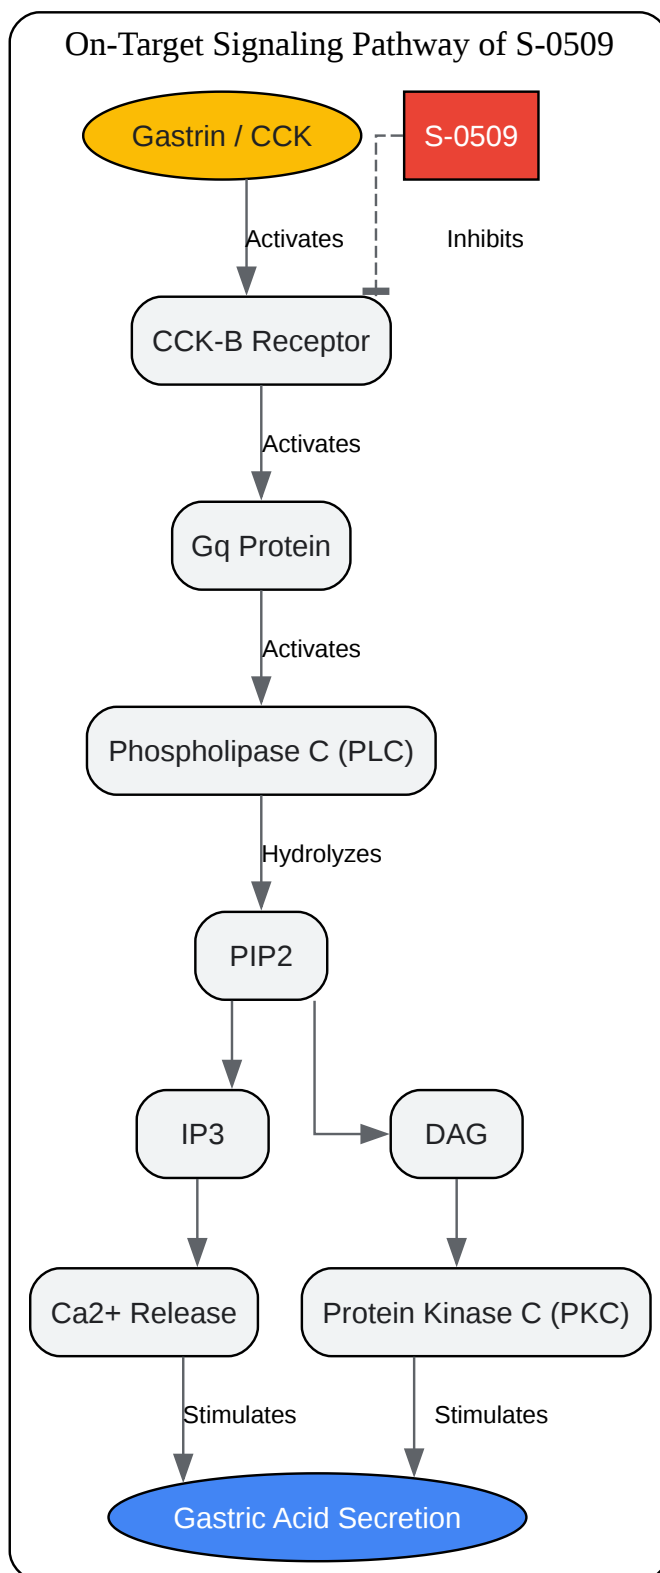 On-Target Signaling Pathway of S-0509
Gastrin / CCK
S-0509
Activates
Inhibits
CCK-B Receptor
Activates
Gq Protein
Activates
Phospholipase C (PLC)
Hydrolyzes
PIP2
IP3
DAG
Ca2+ Release
Protein Kinase C (PKC)
Stimulates
Stimulates
Gastric Acid Secretion